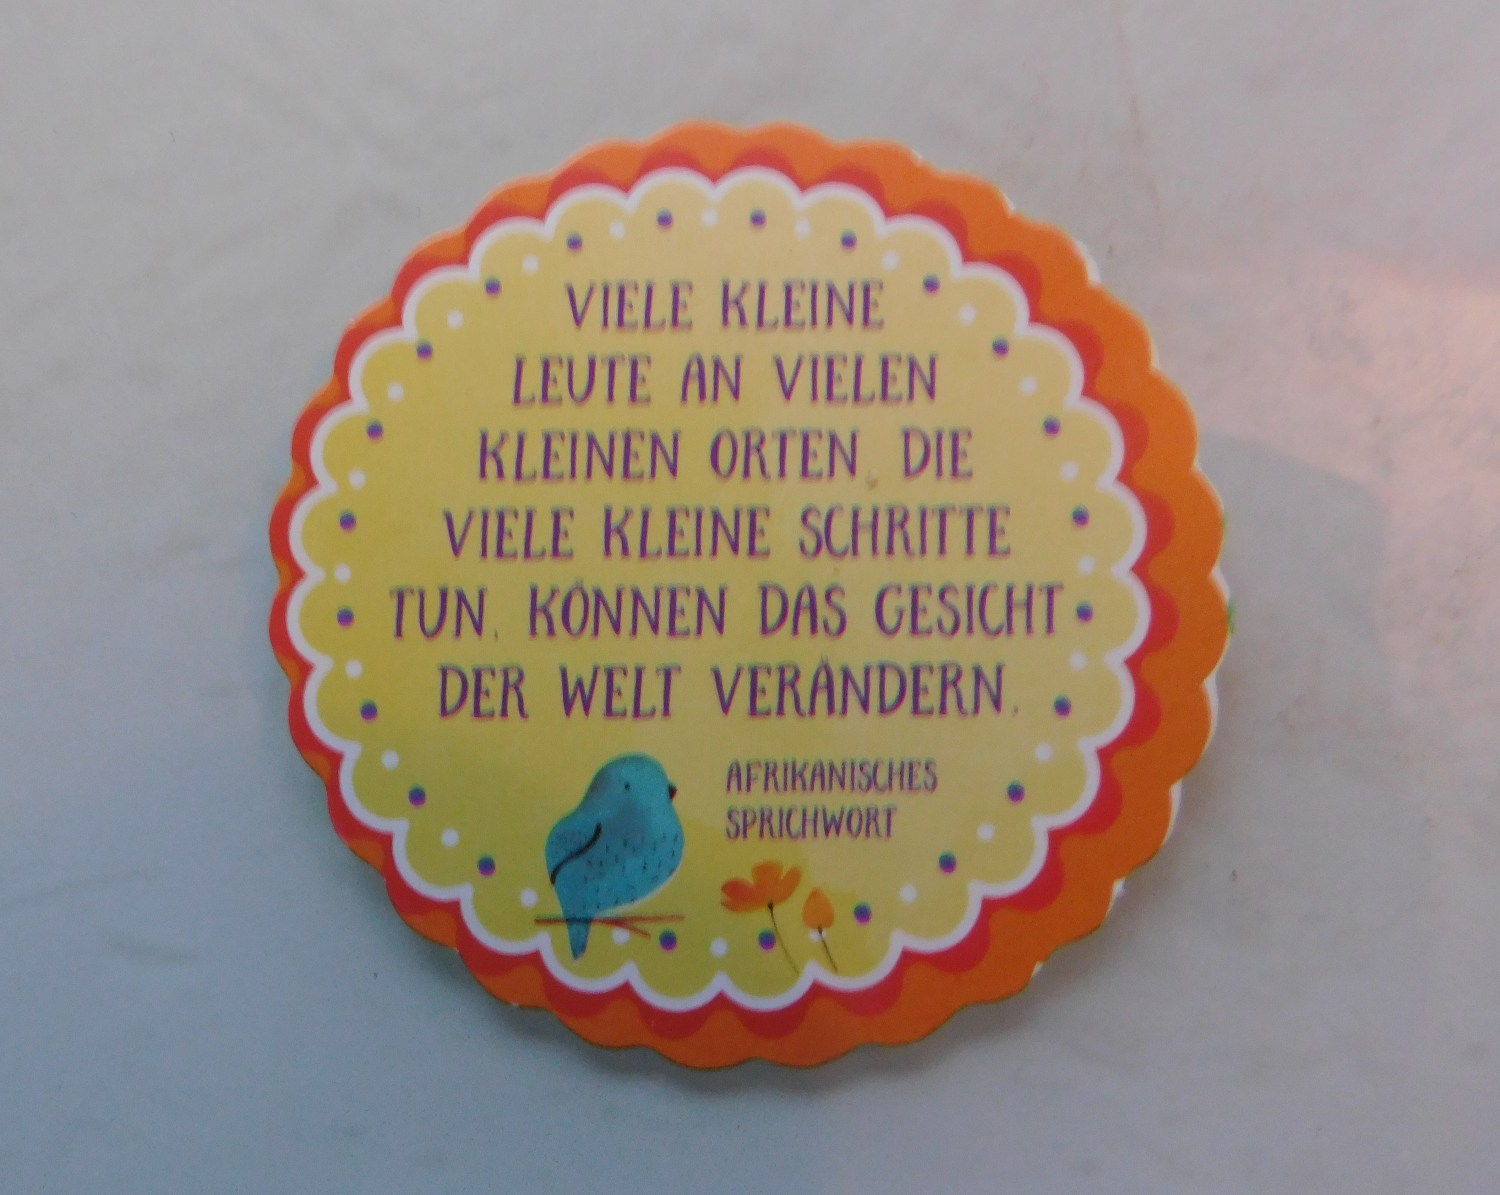 VIELE KLEINE
LEUTE AN VIELEN
KLEINEN ORTEN, DIE
VIELE KLEINE SCHRITTE
TUN, KÖNNEN DAS GESICHT
DER WELT VERÄNDERN.
AFRIKANISCHES
SPRICHWORT